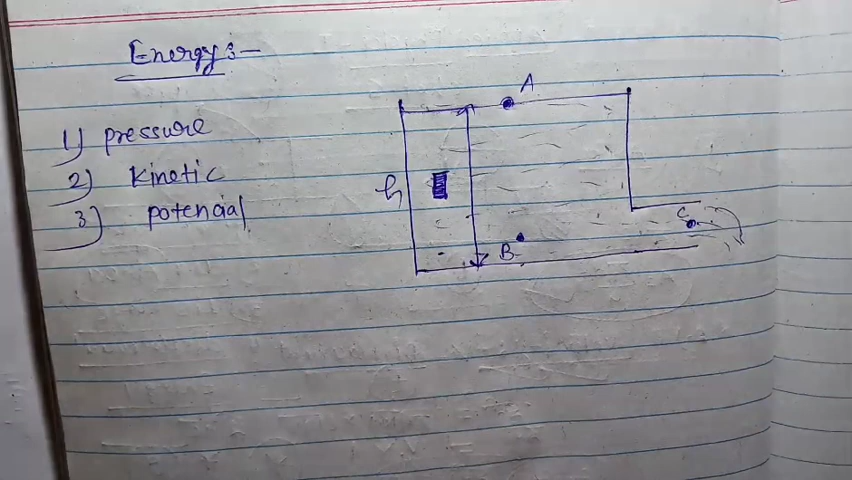 Energy :-
1) pressure
2) kinetic
3) potencial
A
h
B
C